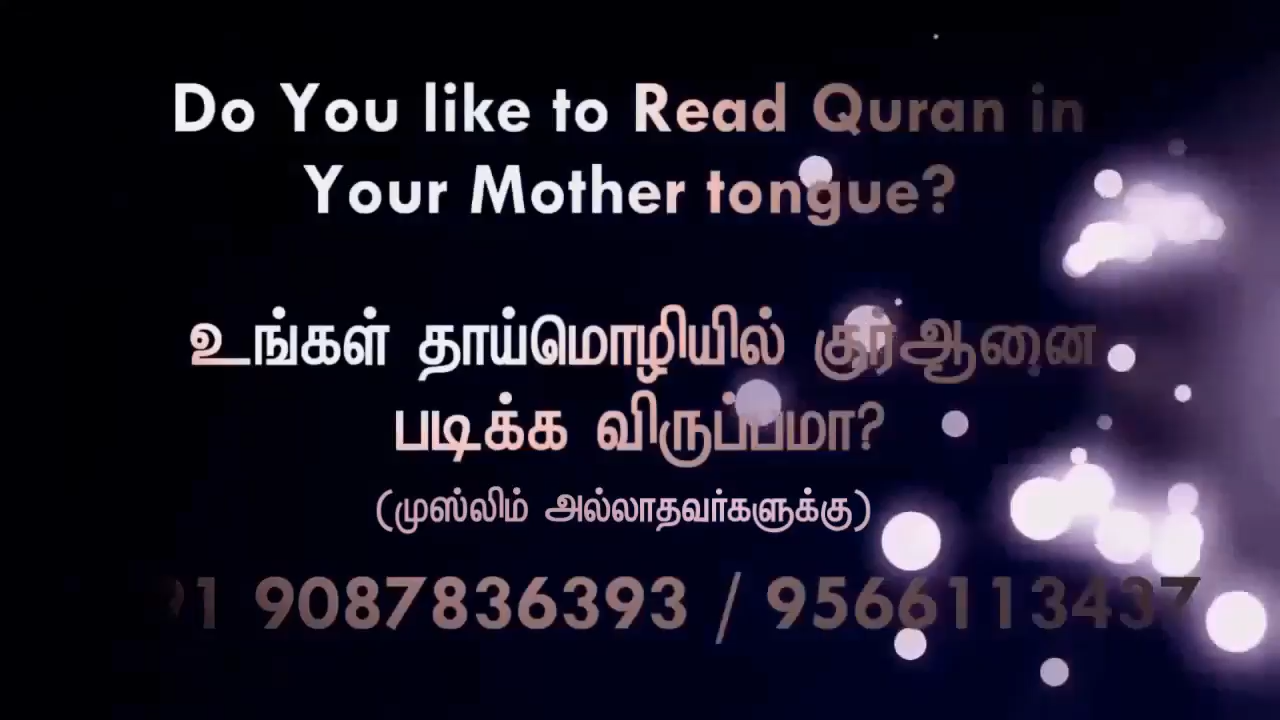 Do You like to Read Quran in
Your Mother tongue?
உங்கள் தாய்மொழியில் குர்ஆனை
படிக்க விருப்பமா?
(முஸ்லிம் அல்லாதவர்களுக்கு)
91 9087836393 / 9566113437